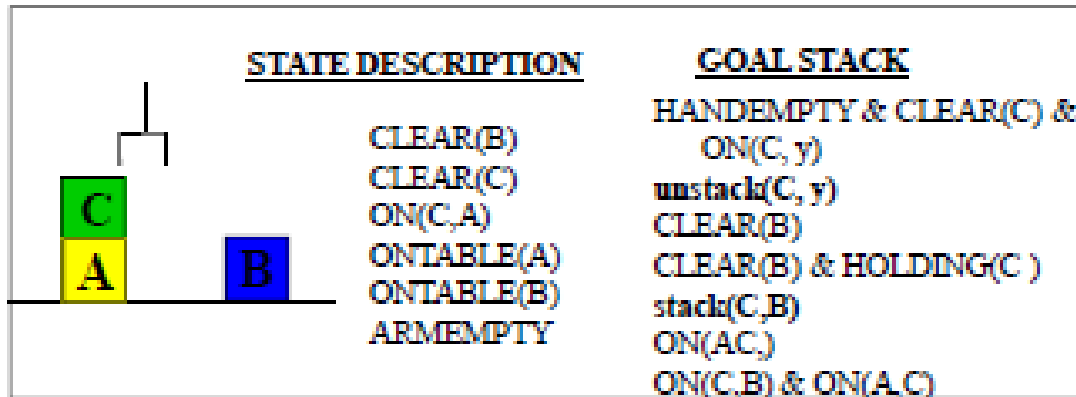 STATE DESCRIPTION
CLEAR(B)
CLEAR(C)
ON(C,A)
ONTABLE(A)
ONTABLE(B)
ARMEMPTY
GOAL STACK
HANDEMPTY & CLEAR(C) &
ON(C, y)
unstack(C, y)
CLEAR(B)
CLEAR(B) & HOLDING(C )
stack(C,B)
ON(AC,)
ON(C,B) & ON(A,C)
C
A
B